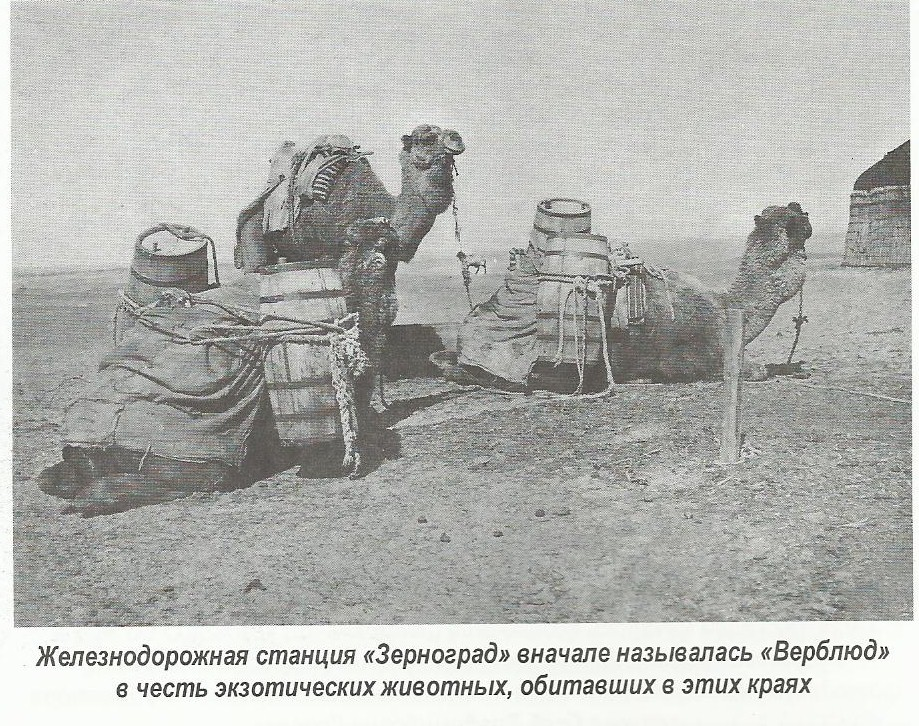 Железнодорожная станция «Зерноград» вначале называлась «Верблюд»
в честь экзотических животных, обитавших в этих краях